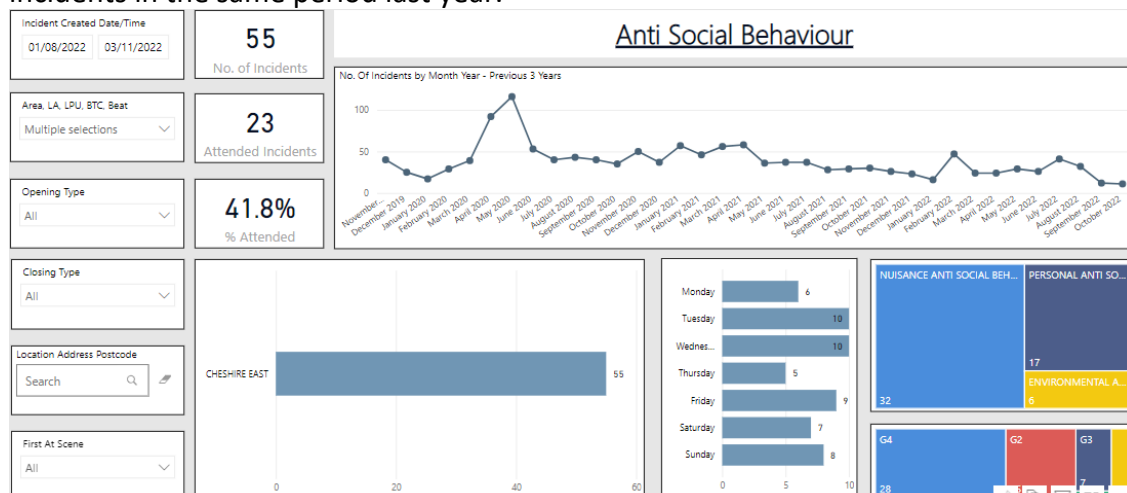 incidents in the same period last year.
Incident Created Date/Time
01/08/2022 03/11/2022
55
No. of Incidents
Anti Social Behaviour
No. Of Incidents by Month Year - Previous 3 Years
Area, LA, LPU, BTC, Beat
Multiple selections
23
Attended Incidents
100
50
0
November...
December 2019
January 2020
February 2020
March 2020
April 2020
May 2020
June 2020
July 2020
August 2020
September 2020
October 2020
November 2020
December 2020
January 2021
February 2021
March 2021
April 2021
May 2021
June 2021
July 2021
August 2021
September 2021
October 2021
November 2021
December 2021
January 2022
February 2022
March 2022
April 2022
May 2022
June 2022
July 2022
August 2022
September 2022
October 2022
Opening Type
All
41.8%
% Attended
Closing Type
All
Location Address Postcode
Search
First At Scene
All
CHESHIRE EAST
55
0 20 40 60
Monday 6
Tuesday 10
Wednes... 10
Thursday 5
Friday 9
Saturday 7
Sunday 8
0 5 10
NUISANCE ANTI SOCIAL BEH...
32
PERSONAL ANTI SO...
17
ENVIRONMENTAL A...
6
G4
28
G2
G3
7